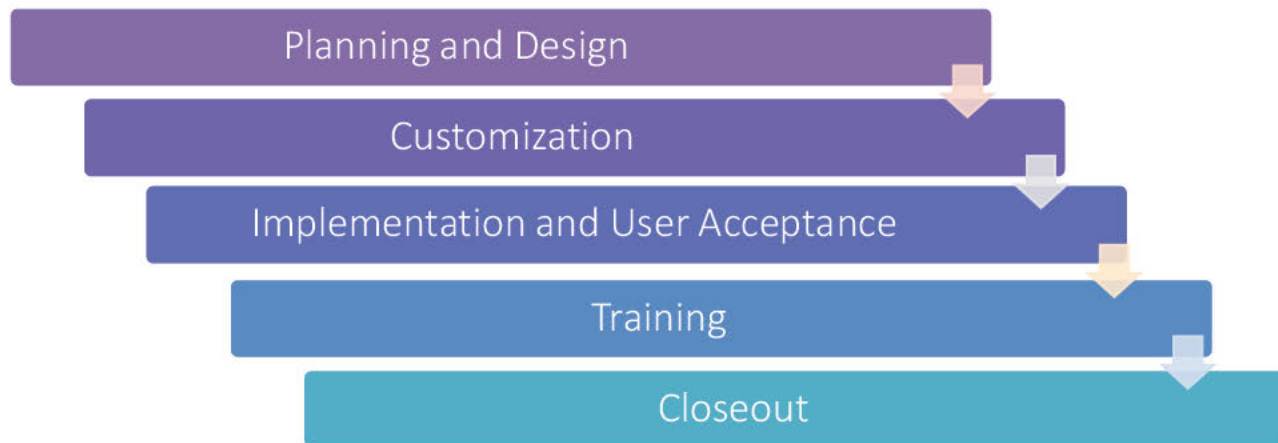 Planning and Design
Customization
Implementation and User Acceptance
Training
Closeout